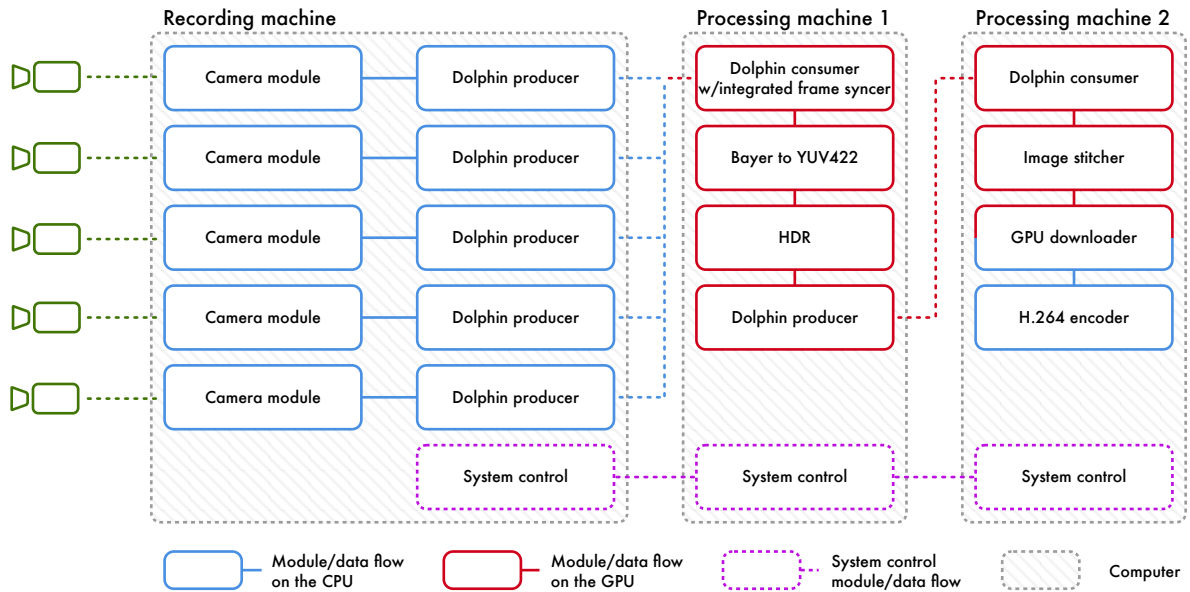 Recording machine
Processing machine 1
Processing machine 2
Camera module
Dolphin producer
Dolphin consumer
w/integrated frame syncer
Dolphin consumer
Camera module
Dolphin producer
Bayer to YUV422
Image stitcher
Camera module
Dolphin producer
HDR
GPU downloader
Camera module
Dolphin producer
Dolphin producer
H.264 encoder
Camera module
Dolphin producer
System control
System control
System control
Module/data flow
on the CPU
Module/data flow
on the GPU
System control
module/data flow
Computer